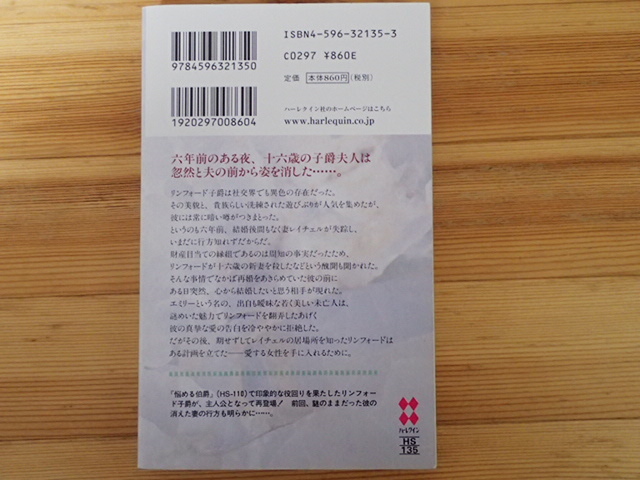 ISBN4-596-32135-3
C0297 ¥860E
定価 本体860円 (税別)
9784596321350
ハーレクイン社のホームページはこちら
www.harlequin.co.jp
1920297008604
六年前のある夜、十六歳の子爵夫人は
忽然と夫の前から姿を消した……。
リンフォード子爵は社交界でも異色の存在だった。
その美貌と、貴族らしい洗練された遊びぶりが人気を集めたが、
彼には常に暗い噂がつきまとった。
というのも六年前、結婚後間もなく妻レイチェルが失踪し、
いまだに行方知れずだからだ。
財産目当ての縁組であるのは周知の事実だったため、
リンフォードが十六歳の新妻を殺したなどという醜聞も聞かれた。
そんな事情でなかば再婚をあきらめていた彼の前に
ある日突然、心から結婚したいと思う相手が現れた。
エミリーという名の、出自も曖昧な若く美しい未亡人は、
謎めいた魅力でリンフォードを翻弄したあげく
彼の真摯な愛の告白を冷ややかに拒絶した。
だがその後、期せずしてレイチェルの居場所を知ったリンフォードは
ある計画を立てた——愛する女性を手に入れるために。
「悩める伯爵」(HS-118)で印象的な役回りを果たしたリンフォー
ド子爵が、主人公となって再登場! 前回、謎のままだった彼の
消えた妻の行方も明らかに……。
ハーレクイン
HS
135